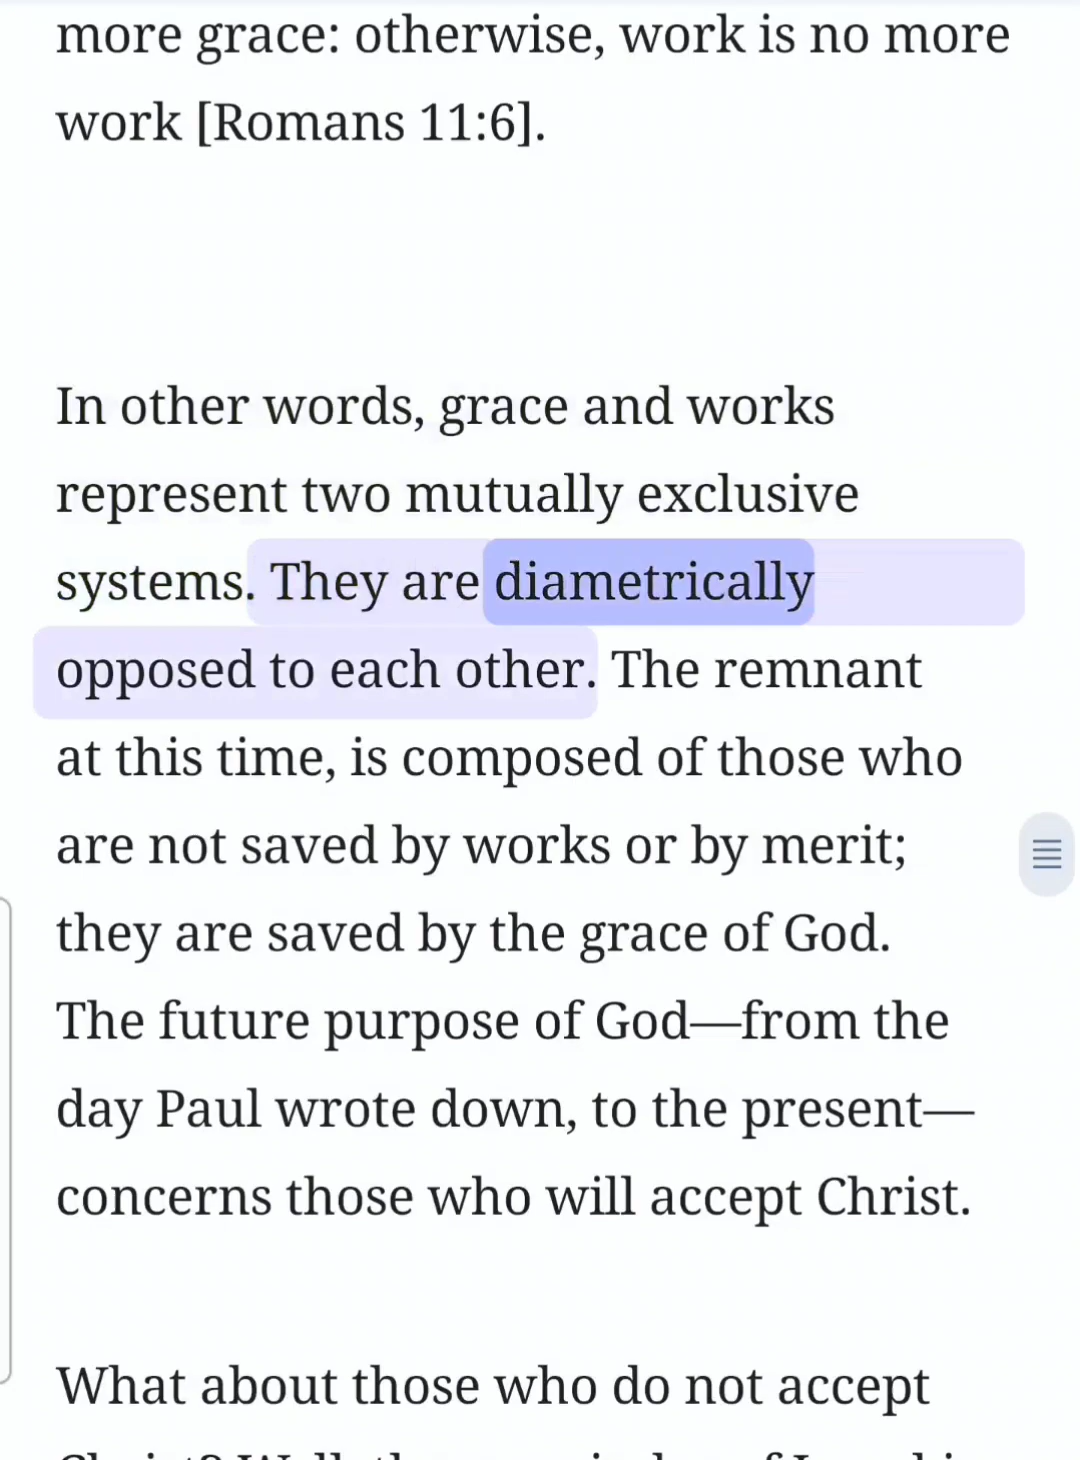 more grace: otherwise, work is no more
work [Romans 11:6].
In other words, grace and works
represent two mutually exclusive
systems. They are diametrically
opposed to each other. The remnant
at this time, is composed of those who
are not saved by works or by merit;
they are saved by the grace of God.
The future purpose of God—from the
day Paul wrote down, to the present—
concerns those who will accept Christ.
What about those who do not accept